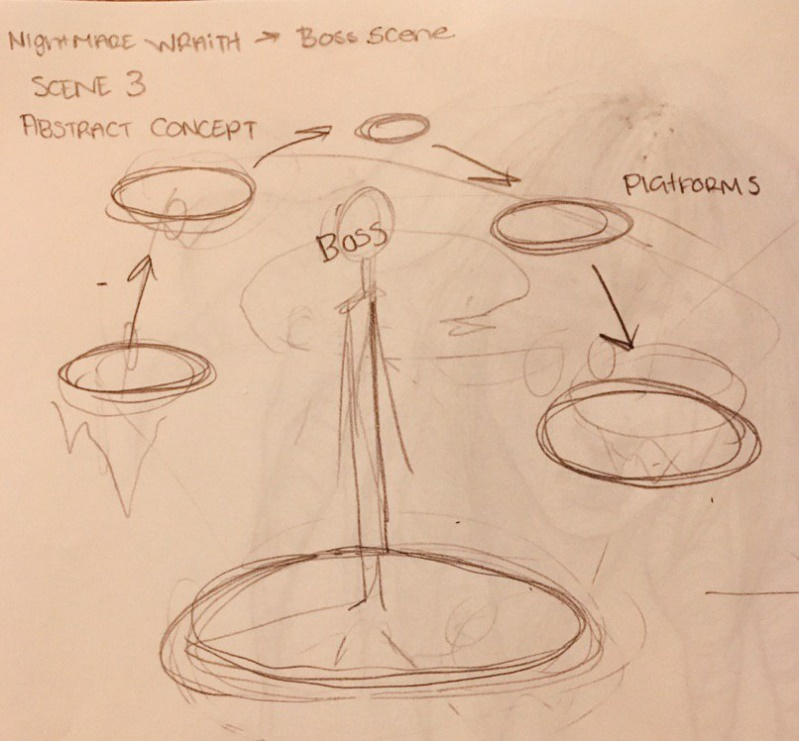 NIGHTMARE WRAITH → BOSS SCENE
SCENE 3
ABSTRACT CONCEPT
PlatFORMS
BOSS